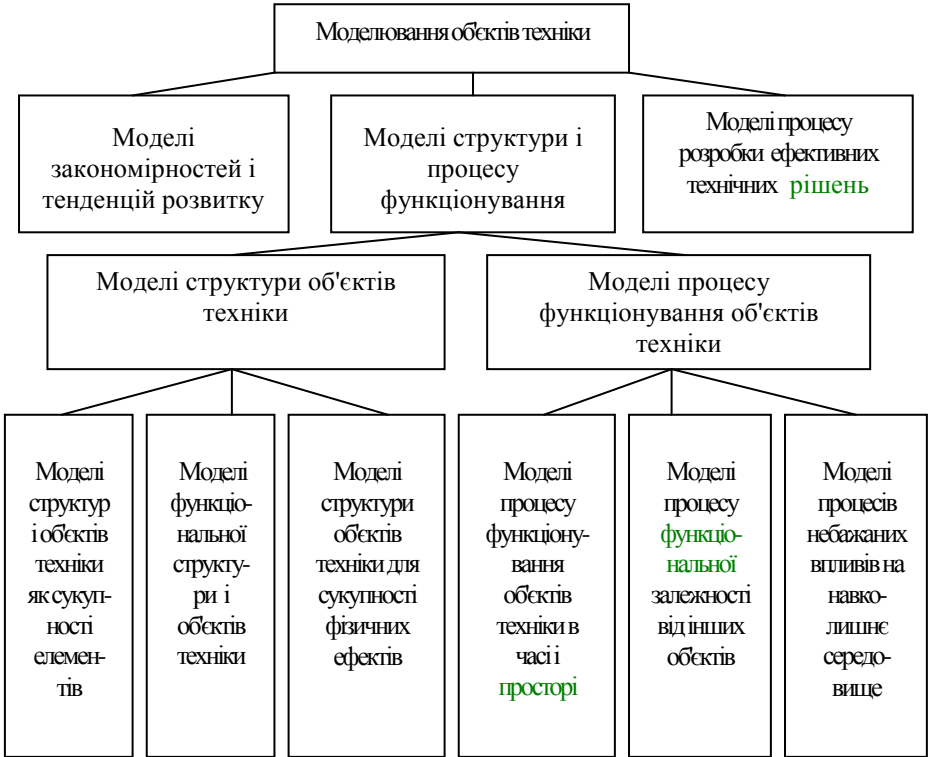 Моделювання об'єктів техніки
Моделі
закономірностей і
тенденцій розвитку
Моделі структури і
процесу
функціонування
Моделі процесу
розробки ефективних
технічних рішень
Моделі структури об'єктів
техніки
Моделі процесу
функціонування об'єктів
техніки
Моделі
структур
і об'єктів
техніки
як сукуп-
ності
елемен-
тів
Моделі
функціо-
нальної
структу-
ри і
об'єктів
техніки
Моделі
структури
об'єктів
техніки для
сукупності
фізичних
ефектів
Моделі
процесу
функціону-
вання
об'єктів
техніки в
часі і
просторі
Моделі
процесу
функціо-
нальної
залежності
від інших
об'єктів
Моделі
процесів
небажаних
впливів на
навко-
лишнє
середо-
вище